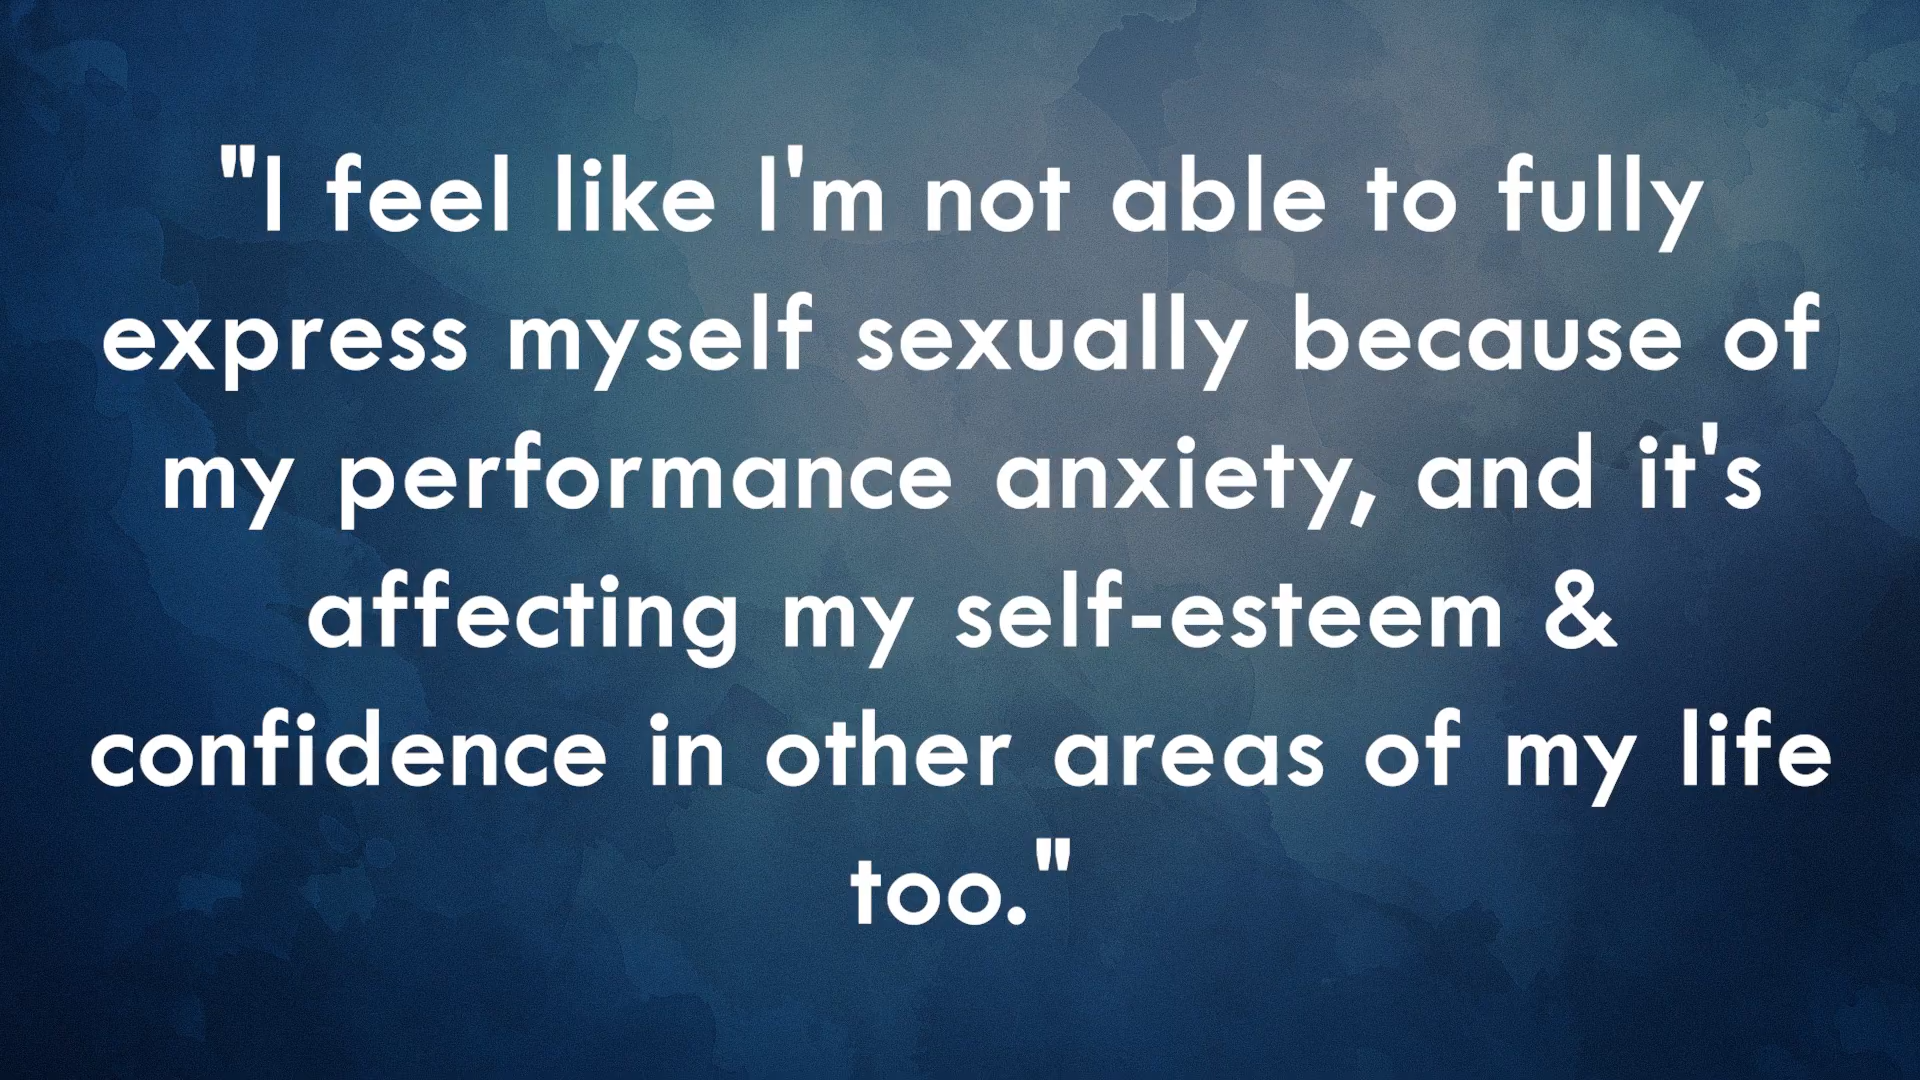 "I feel like I'm not able to fully
express myself sexually because of
my performance anxiety, and it's
affecting my self-esteem &
confidence in other areas of my life
too."